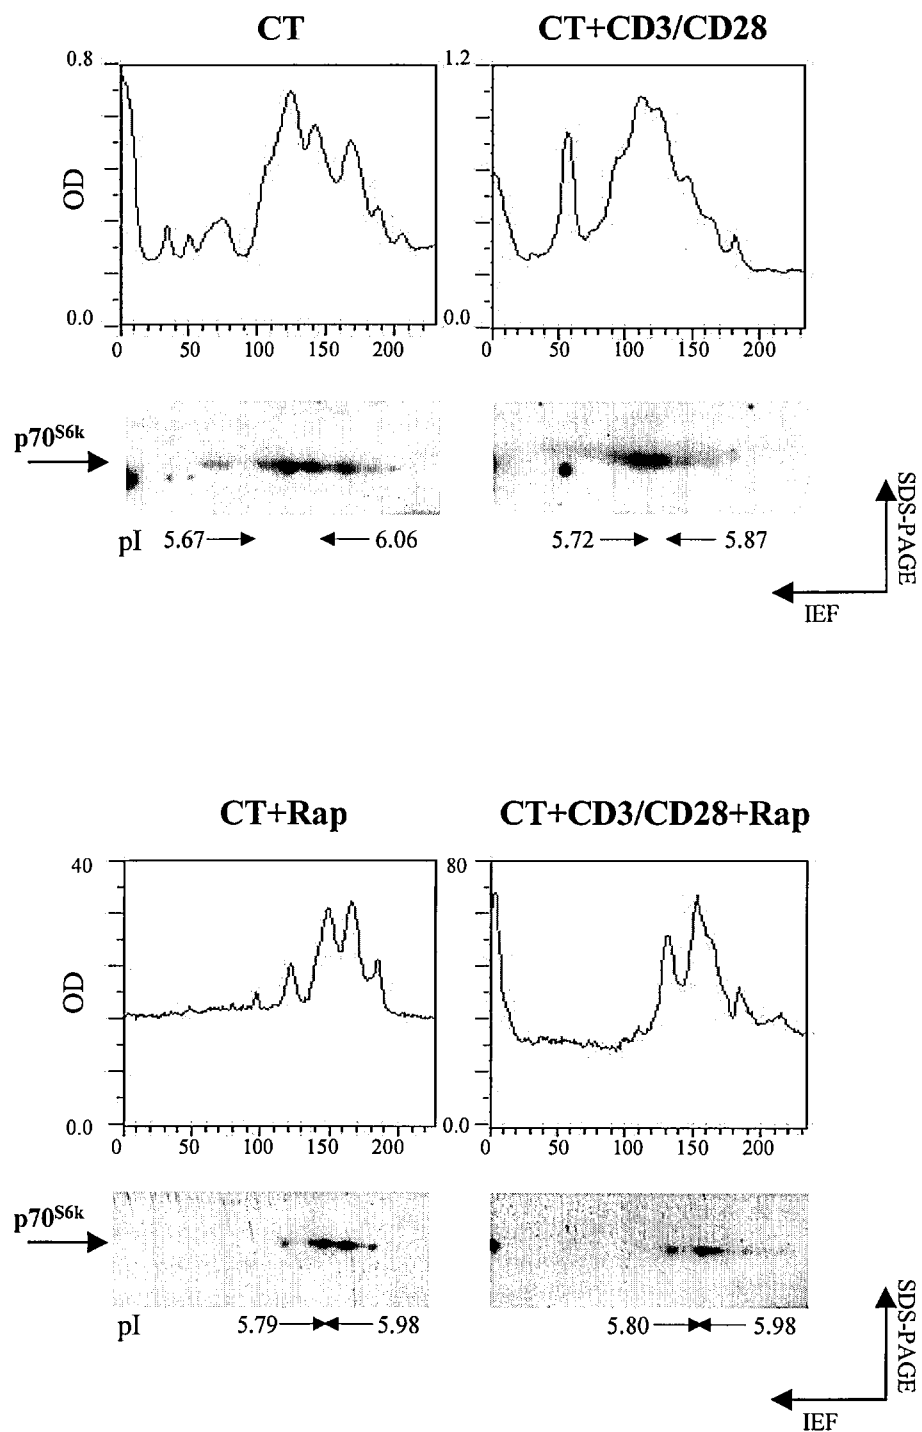 CT
CT+CD3/CD28
0.8
OD
0.0
0 50 100 150 200
1.2
0.0
0 50 100 150 200
p70S6k
pI 5.67 6.06
5.72 5.87
SDS-PAGE
IEF
CT+Rap
CT+CD3/CD28+Rap
40
OD
0.0
0 50 100 150 200
80
0.0
0 50 100 150 200
p70S6k
pI 5.79 5.98
5.80 5.98
SDS-PAGE
IEF